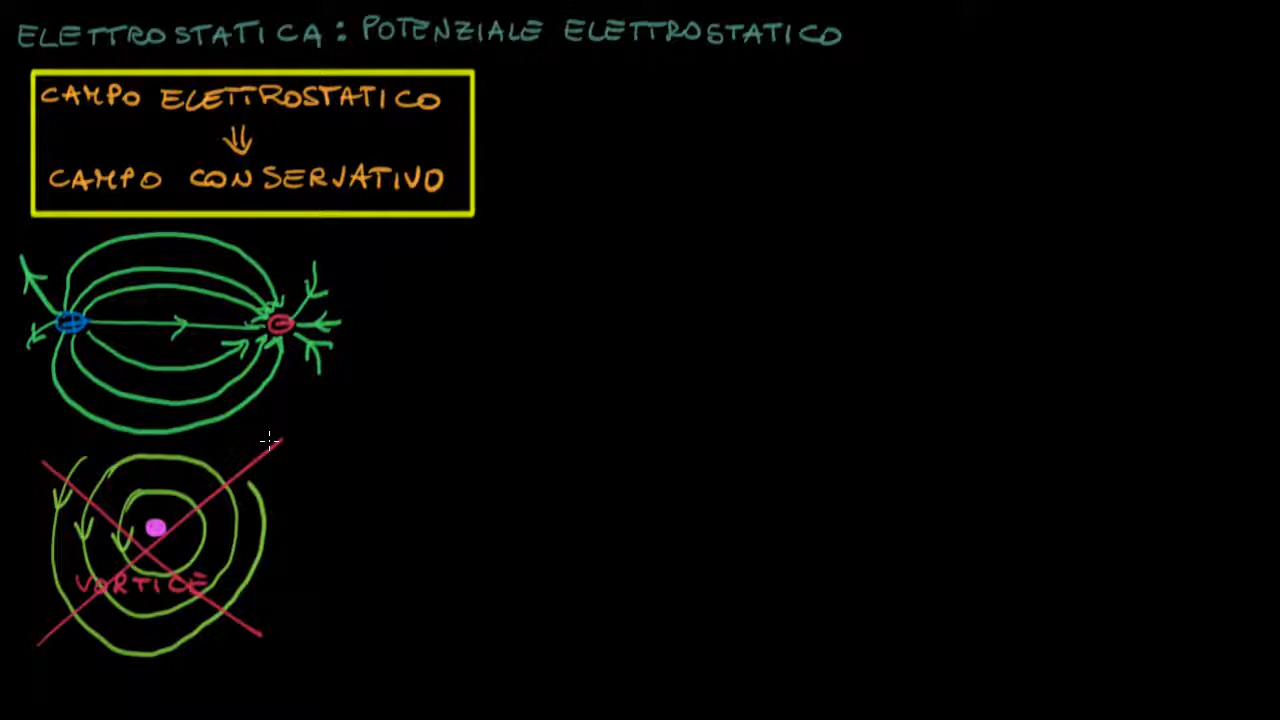 ELETTROSTATICA: POTENZIALE ELETTROSTATICO
CAMPO ELETTROSTATICO
⇓
CAMPO CONSERVATIVO
+
-
VORTICE